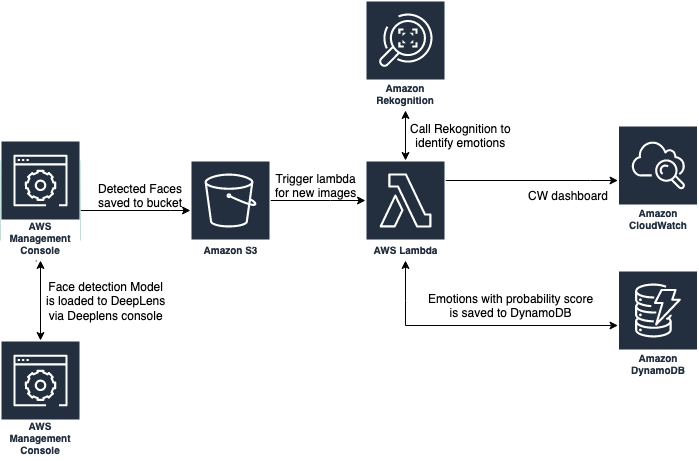 Amazon
Rekognition
Call Rekognition to
identify emotions
AWS
Management
Console
Detected Faces
saved to bucket
Amazon S3
Trigger lambda
for new images
AWS Lambda
CW dashboard
Amazon
CloudWatch
Face detection Model
is loaded to DeepLens
via Deeplens console
Emotions with probability score
is saved to DynamoDB
Amazon
DynamoDB
AWS
Management
Console